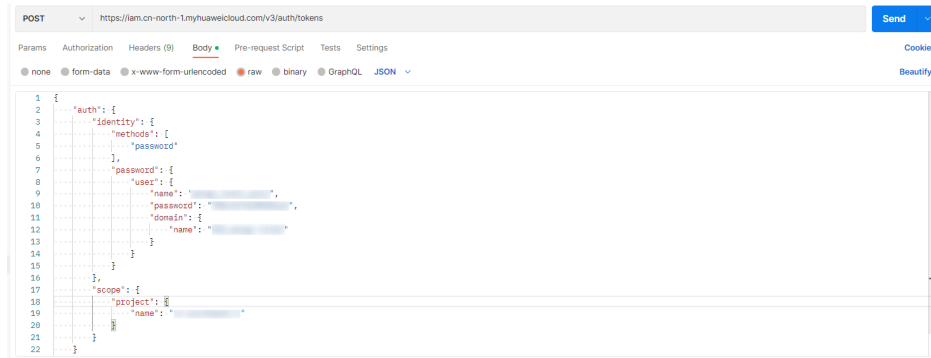 POST https://iam.cn-north-1.myhuaweicloud.com/v3/auth/tokens Send
Params Authorization Headers (9) Body Pre-request Script Tests Settings Cookie
none form-data x-www-form-urlencoded raw binary GraphQL JSON Beautify
1 {
2 "auth": {
3 "identity": {
4 "methods": [
5 "password"
6 ],
7 "password": {
8 "user": {
9 "name": " ",
10 "password": " ",
11 "domain": {
12 "name": " "
13 }
14 }
15 }
16 },
17 "scope": {
18 "project": {
19 "name": " "
20 }
21 }
22 }